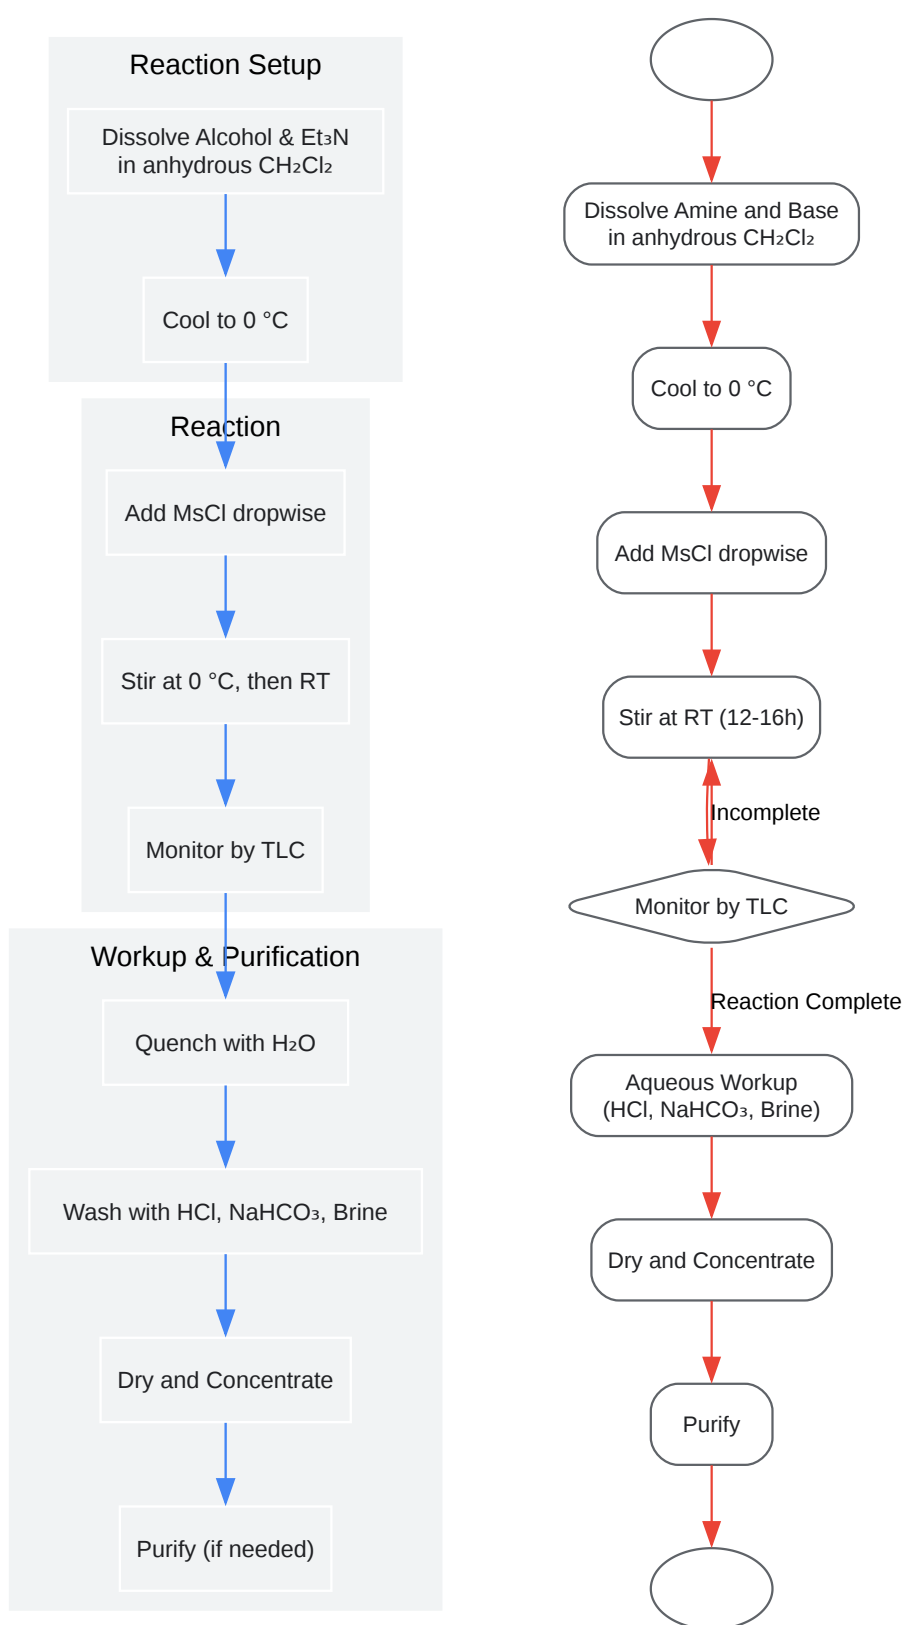 Reaction Setup
Dissolve Alcohol & Et₃N
in anhydrous CH₂Cl₂
Cool to 0 °C
Reaction
Add MsCl dropwise
Stir at 0 °C, then RT
Monitor by TLC
Workup & Purification
Quench with H₂O
Wash with HCl, NaHCO₃, Brine
Dry and Concentrate
Purify (if needed)
Dissolve Amine and Base
in anhydrous CH₂Cl₂
Cool to 0 °C
Add MsCl dropwise
Stir at RT (12-16h)
Incomplete
Monitor by TLC
Reaction Complete
Aqueous Workup
(HCl, NaHCO₃, Brine)
Dry and Concentrate
Purify